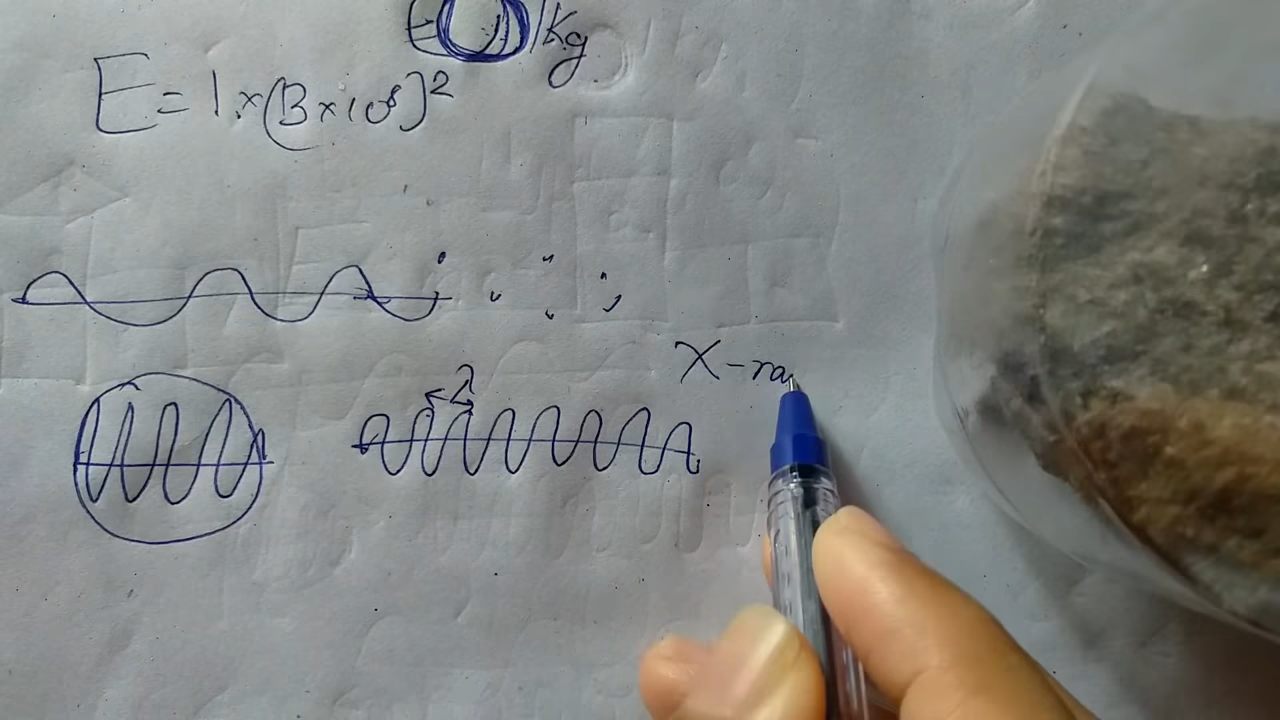 /kg
E = 1 × (3 × 10⁸)²
λ
X-ra